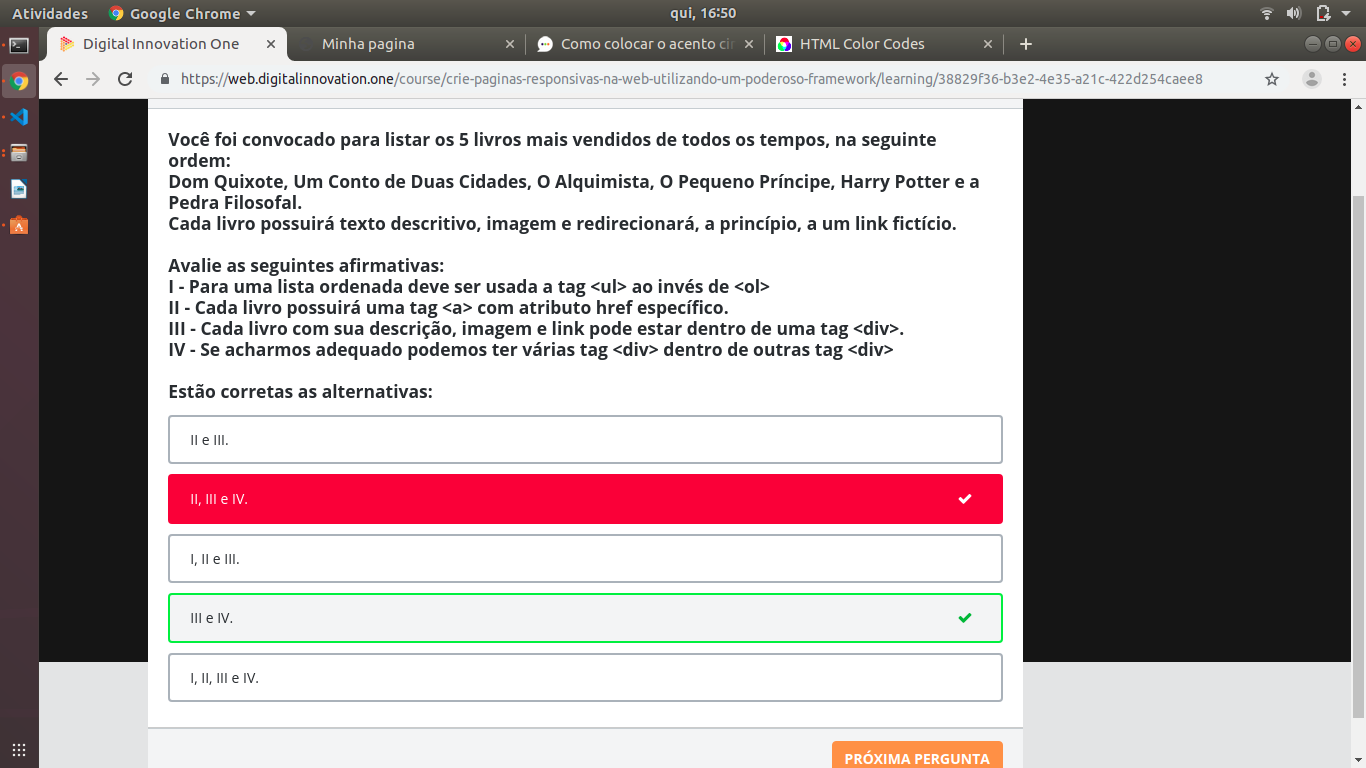 Atividades Google Chrome qui, 16:50
Digital Innovation One Minha pagina Como colocar o acento cir HTML Color Codes
https://web.digitalinnovation.one/course/crie-paginas-responsivas-na-web-utilizando-um-poderoso-framework/learning/38829f36-b3e2-4e35-a21c-422d254caee8
Você foi convocado para listar os 5 livros mais vendidos de todos os tempos, na seguinte
ordem:
Dom Quixote, Um Conto de Duas Cidades, O Alquimista, O Pequeno Príncipe, Harry Potter e a
Pedra Filosofal.
Cada livro possuirá texto descritivo, imagem e redirecionará, a princípio, a um link fictício.
Avalie as seguintes afirmativas:
I - Para uma lista ordenada deve ser usada a tag <ul> ao invés de <ol>
II - Cada livro possuirá uma tag <a> com atributo href específico.
III - Cada livro com sua descrição, imagem e link pode estar dentro de uma tag <div>.
IV - Se acharmos adequado podemos ter várias tag <div> dentro de outras tag <div>
Estão corretas as alternativas:
II e III.
II, III e IV.
I, II e III.
III e IV.
I, II, III e IV.
PRÓXIMA PERGUNTA